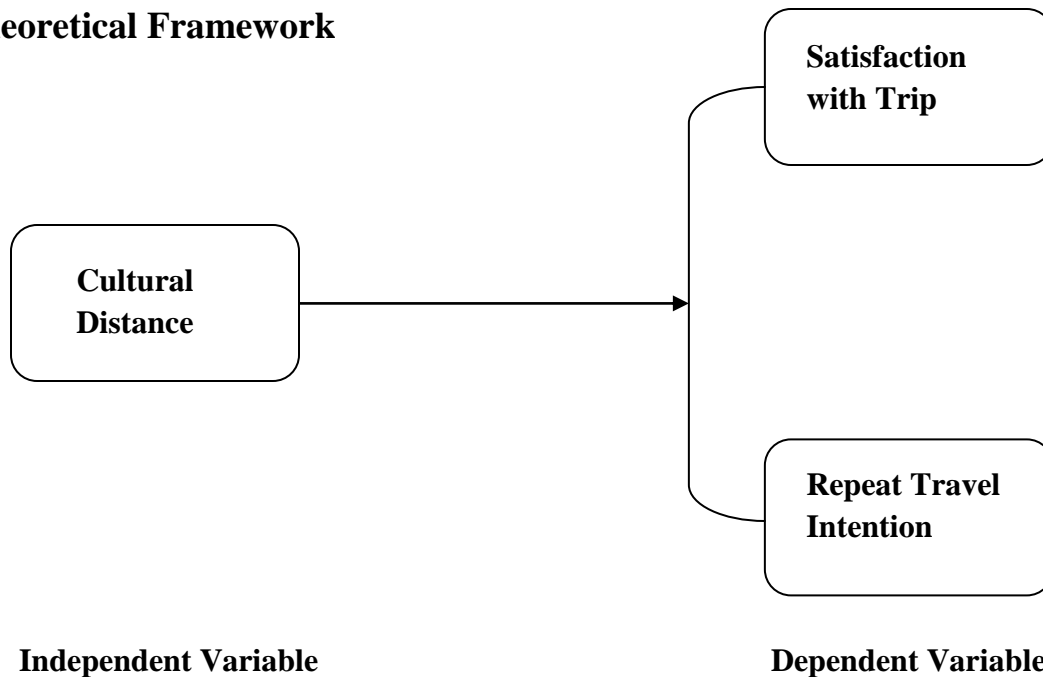 eoretical Framework
Satisfaction
with Trip
Cultural
Distance
Repeat Travel
Intention
Independent Variable
Dependent Variable